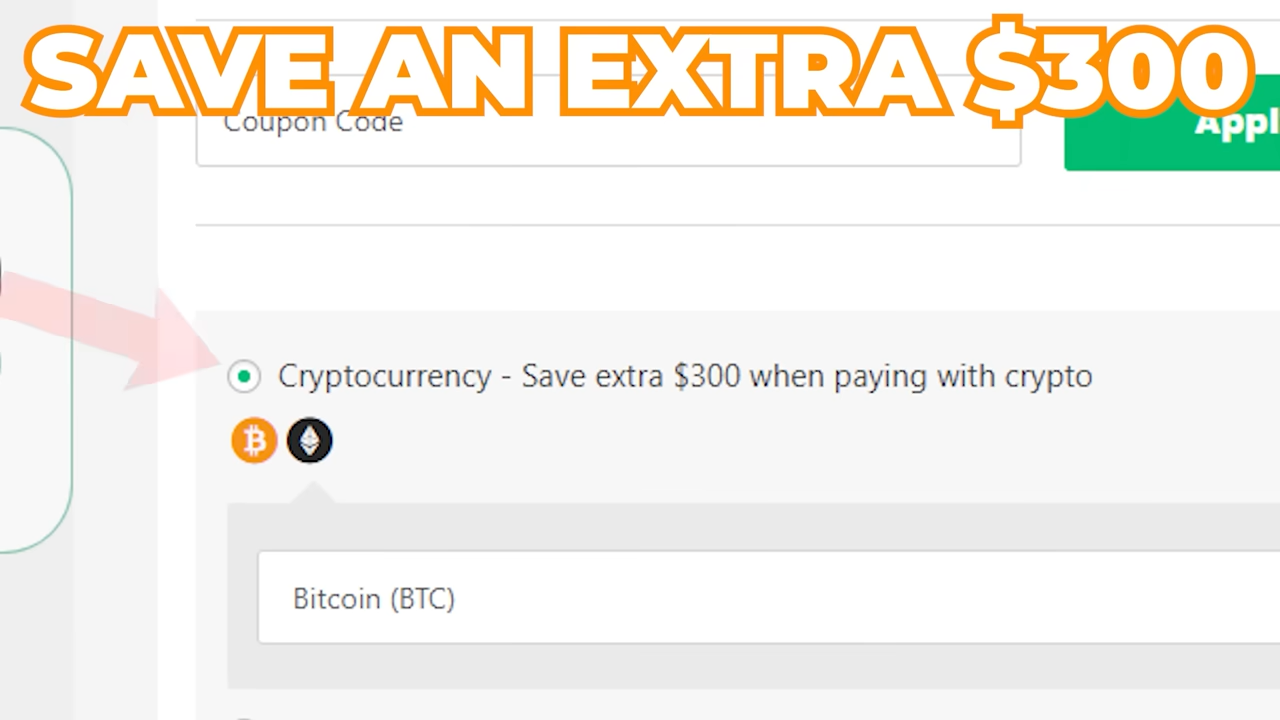 SAVE AN EXTRA $300
Coupon Code
Appl
Cryptocurrency - Save extra $300 when paying with crypto
Bitcoin (BTC)